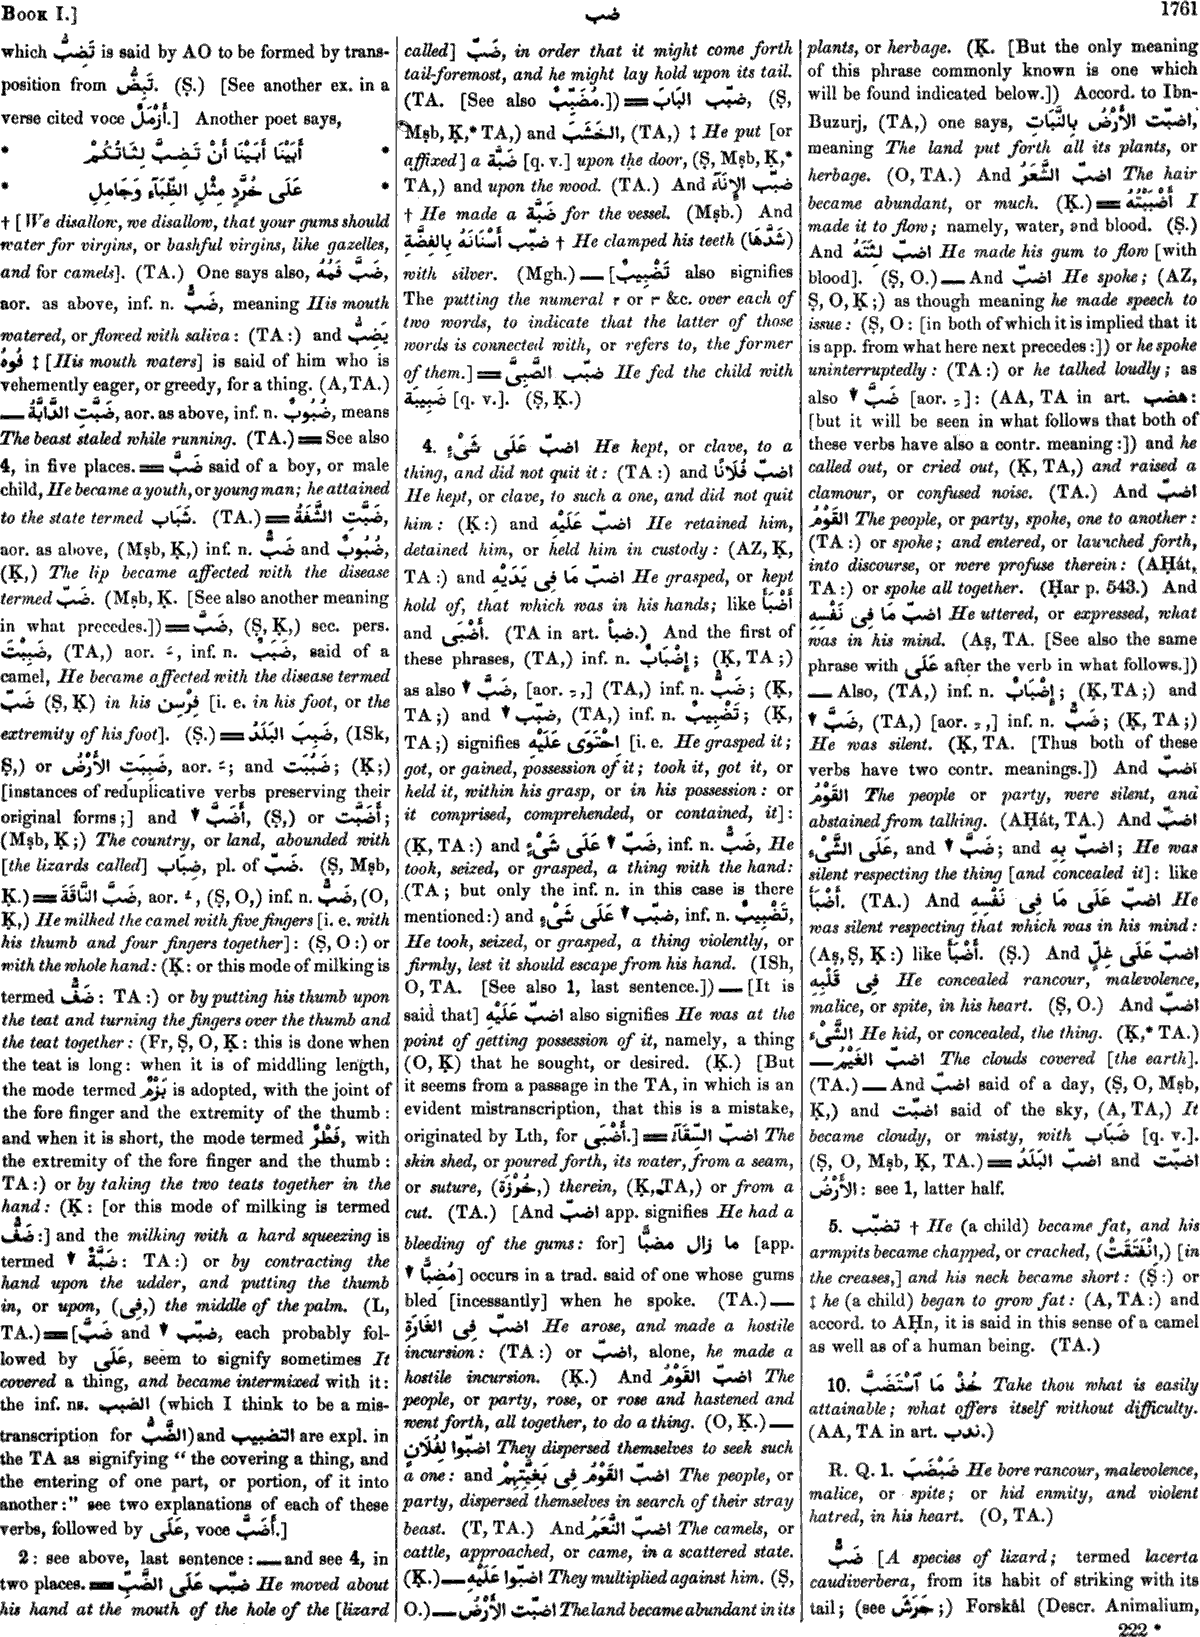 Book I.]
ضب
1761
which تَضِبُّ is said by AO to be formed by trans-
position from تَبِضُّ. (Ṣ.) [See another ex. in a
verse cited voce أَزْمَلٌ.] Another poet says,
* أَبَيْنَا أَبَيْنَا أَنْ تَضِبَّ لِثَاتُكُمْ *
* عَلَى خُرَّدٍ مِثْلِ الظِّبَآءِ وَجَامِلِ *
† [We disallow, we disallow, that your gums should
water for virgins, or bashful virgins, like gazelles,
and for camels]. (TA.) One says also, ضَبَّ فَمُهُ,
aor. as above, inf. n. ضَبٌّ, meaning His mouth
watered, or flowed with saliva: (TA:) and يَضِبُّ
فُوهُ ‡ [His mouth waters] is said of him who is
vehemently eager, or greedy, for a thing. (A, TA.)
— ضَبَّتِ الدَّابَّةُ, aor. as above, inf. n. ضُبُوبٌ, means
The beast staled while running. (TA.) == See also
4, in five places. == ضَبَّ said of a boy, or male
child, He became a youth, or young man; he attained
to the state termed شَبَاب. (TA.) == ضَبَّتِ الشَّفَةُ,
aor. as above, (Mṣb, Ḳ,) inf. n. ضَبٌّ and ضُبُوبٌ,
(Ḳ,) The lip became affected with the disease
termed ضَبّ. (Mṣb, Ḳ. [See also another meaning
in what precedes.]) == ضَبَّ, (Ṣ, Ḳ,) sec. pers.
ضَبِبْتَ, (TA,) aor. ـَ, inf. n. ضَبَبٌ, said of a
camel, He became affected with the disease termed
ضَبّ (Ṣ, Ḳ) in his فِرْسِن [i. e. in his foot, or the
extremity of his foot]. (Ṣ.) == ضَبِبَ البَلَدُ, (ISk,
Ṣ,) or ضَبِبَتِ الأَرْضُ, aor. ـَ; and ضَبُبَت; (Ḳ;)
[instances of reduplicative verbs preserving their
original forms;] and ▼ أَضَبَّ, (Ṣ,) or أَضَبَّت;
(Mṣb, Ḳ;) The country, or land, abounded with
[the lizards called] ضِبَاب, pl. of ضَبّ. (Ṣ, Mṣb,
Ḳ.) == ضَبَّ النَّاقَةَ, aor. ـُ, (Ṣ, O,) inf. n. ضَبٌّ, (O,
Ḳ,) He milked the camel with five fingers [i. e. with
his thumb and four fingers together]: (Ṣ, O:) or
with the whole hand: (Ḳ: or this mode of milking is
termed ضَفٌّ: TA:) or by putting his thumb upon
the teat and turning the fingers over the thumb and
the teat together: (Fr, Ṣ, O, Ḳ: this is done when
the teat is long: when it is of middling length,
the mode termed بَزْمٌ is adopted, with the joint of
the fore finger and the extremity of the thumb:
and when it is short, the mode termed فَطْرٌ, with
the extremity of the fore finger and the thumb:
TA:) or by taking the two teats together in the
hand: (Ḳ: [or this mode of milking is termed
ضَفٌّ:] and the milking with a hard squeezing is
termed ▼ ضَبَّةٌ: TA:) or by contracting the
hand upon the udder, and putting the thumb
in, or upon, (فِى,) the middle of the palm. (L,
TA.) == [ضَبَّ and ▼ ضبّب, each probably fol-
lowed by عَلَى, seem to signify sometimes It
covered a thing, and became intermixed with it:
the inf. ns. الضبب (which I think to be a mis-
transcription for الضَّبُّ) and التضبيب are expl. in
the TA as signifying “the covering a thing, and
the entering of one part, or portion, of it into
another:” see two explanations of each of these
verbs, followed by عَلَى, voce أَضَبَّ.]
2: see above, last sentence: — and see 4, in
two places. == ضبّب عَلَى الضَّبِّ He moved about
his hand at the mouth of the hole of the [lizard
called] ضَبّ, in order that it might come forth
tail-foremost, and he might lay hold upon its tail.
(TA. [See also مُضَبِّبٌ.]) == ضبّب البَابَ, (Ṣ,
Mṣb, Ḳ,* TA,) and الخَشَبَ, (TA,) ‡ He put [or
affixed] a ضَبَّة [q. v.] upon the door, (Ṣ, Mṣb, Ḳ,*
TA,) and upon the wood. (TA.) And ضبّب الإِنَآءَ
† He made a ضَبَّة for the vessel. (Mṣb.) And
ضبّب أَسْنَانَهُ بِالفِضَّةِ † He clamped his teeth (شَدَّهَا)
with silver. (Mgh.) — [تَضْبِيبٌ also signifies
The putting the numeral ٢ or ٣ &c. over each of
two words, to indicate that the latter of those
words is connected with, or refers to, the former
of them.] == ضبّب الصَّبِىَّ He fed the child with
ضَبِيبَة [q. v.]. (Ṣ, Ḳ.)
4. اضبّ عَلَى شَىْءٍ He kept, or clave, to a
thing, and did not quit it: (TA:) and اضبّ فُلَانًا
He kept, or clave, to such a one, and did not quit
him: (Ḳ:) and اضبّ عَلَيْهِ He retained him,
detained him, or held him in custody: (AZ, Ḳ,
TA:) and اضبّ مَا فِى يَدَيْهِ He grasped, or kept
hold of, that which was in his hands; like أَضْبَأَ
and أَضْبَى. (TA in art. ضبأ.) And the first of
these phrases, (TA,) inf. n. إِضْبَابٌ; (Ḳ, TA;)
as also ▼ ضَبَّ, [aor. ـِ,] (TA,) inf. n. ضَبٌّ; (Ḳ,
TA;) and ▼ ضبّب, (TA,) inf. n. تَضْبِيبٌ; (Ḳ,
TA;) signifies اِحْتَوَى عَلَيْهِ [i. e. He grasped it;
got, or gained, possession of it; took it, got it, or
held it, within his grasp, or in his possession: or
it comprised, comprehended, or contained, it]:
(Ḳ, TA:) and ▼ ضَبَّ عَلَى شَىْءٍ, inf. n. ضَبٌّ, He
took, seized, or grasped, a thing with the hand:
(TA; but only the inf. n. in this case is there
mentioned:) and ▼ ضبّب عَلَى شَىْءٍ, inf. n. تَضْبِيبٌ,
He took, seized, or grasped, a thing violently, or
firmly, lest it should escape from his hand. (ISh,
O, TA. [See also 1, last sentence.]) — [It is
said that] اضبّ عَلَيْهِ also signifies He was at the
point of getting possession of it, namely, a thing
(O, Ḳ) that he sought, or desired. (Ḳ.) [But
it seems from a passage in the TA, in which is an
evident mistranscription, that this is a mistake,
originated by Lth, for أَضْبَى.] == اضبّ السِّقَآءُ The
skin shed, or poured forth, its water, from a seam,
or suture, (خُرْزَة,) therein, (Ḳ, TA,) or from a
cut. (TA.) [And اضبّ app. signifies He had a
bleeding of the gums: for] مَا زَالَ مضبًّا [app.
▼ مُضِبًّا] occurs in a trad. said of one whose gums
bled [incessantly] when he spoke. (TA.) —
اضبّ فِى الغَارَةِ He arose, and made a hostile
incursion: (TA:) or اضبّ, alone, he made a
hostile incursion. (Ḳ.) And اضبّ القَوْمُ The
people, or party, rose, or rose and hastened and
went forth, all together, to do a thing. (O, Ḳ.) —
اضبّوا لِفُلَانٍ They dispersed themselves to seek such
a one: and اضبّ القَوْمُ فِى بَغِيَّتِهِمْ The people, or
party, dispersed themselves in search of their stray
beast. (T, TA.) And اضبّ النَّعَمُ The camels, or
cattle, approached, or came, in a scattered state.
(Ḳ.) — اضبّوا عَلَيْهِ They multiplied against him. (Ṣ,
O.) — اضبّت الأَرْضُ The land became abundant in its
plants, or herbage. (Ḳ. [But the only meaning
of this phrase commonly known is one which
will be found indicated below.]) Accord. to Ibn-
Buzurj, (TA,) one says, اضبّت الأَرْضُ بِالنَّبَاتِ,
meaning The land put forth all its plants, or
herbage. (O, TA.) And اضبّ الشَّعَرُ The hair
became abundant, or much. (Ḳ.) == أَضْبَبْتُهُ I
made it to flow; namely, water, and blood. (Ṣ.)
And اضبّ لِثَتَهُ He made his gum to flow [with
blood]. (Ṣ, O.) — And اضبّ He spoke; (AZ,
Ṣ, O, Ḳ;) as though meaning he made speech to
issue: (Ṣ, O: [in both of which it is implied that it
is app. from what here next precedes:]) or he spoke
uninterruptedly: (TA:) or he talked loudly; as
also ▼ ضَبَّ [aor. ـِ]: (AA, TA in art. هضب:
[but it will be seen in what follows that both of
these verbs have also a contr. meaning:]) and he
called out, or cried out, (Ḳ, TA,) and raised a
clamour, or confused noise. (TA.) And اضبّ
القَوْمُ The people, or party, spoke, one to another:
(TA:) or spoke; and entered, or launched forth,
into discourse, or were profuse therein: (AḤát,
TA:) or spoke all together. (Ḥar p. 543.) And
اضبّ مَا فِى نَفْسِهِ He uttered, or expressed, what
was in his mind. (Aṣ, TA. [See also the same
phrase with عَلَى after the verb in what follows.])
— Also, (TA,) inf. n. إِضْبَابٌ; (Ḳ, TA;) and
▼ ضَبَّ, (TA,) [aor. ـِ,] inf. n. ضَبٌّ; (Ḳ, TA;)
He was silent. (Ḳ, TA. [Thus both of these
verbs have two contr. meanings.]) And اضبّ
القَوْمُ The people or party, were silent, and
abstained from talking. (AḤát, TA.) And اضبّ
عَلَى الشَّىْءِ, and ▼ ضَبَّ; and اضبّ بِهِ; He was
silent respecting the thing [and concealed it]: like
أَضْبَأَ. (TA.) And اضبّ عَلَى مَا فِى نَفْسِهِ He
was silent respecting that which was in his mind:
(Aṣ, Ṣ, Ḳ:) like أَضْبَأَ. (Ṣ.) And اضبّ عَلَى غِلٍّ
فِى قَلْبِهِ He concealed rancour, malevolence,
malice, or spite, in his heart. (Ṣ, O.) And اضبّ
الشَّىْءَ He hid, or concealed, the thing. (Ḳ,* TA.)
— اضبّ الغَيْمُ The clouds covered [the earth].
(TA.) — And اضبّ said of a day, (Ṣ, O, Mṣb,
Ḳ,) and اضبّت said of the sky, (A, TA,) It
became cloudy, or misty, with ضَبَاب [q. v.].
(Ṣ, O, Mṣb, Ḳ, TA.) == اضبّ البَلَدُ and اضبّت
الأَرْضُ: see 1, latter half.
5. تضبّب † He (a child) became fat, and his
armpits became chapped, or cracked, (اِنْفَتَقَتْ,) [in
the creases,] and his neck became short: (Ṣ:) or
‡ he (a child) began to grow fat: (A, TA:) and
accord. to AḤn, it is said in this sense of a camel
as well as of a human being. (TA.)
10. خُذْ مَا ٱسْتَضَبَّ Take thou what is easily
attainable; what offers itself without difficulty.
(AA, TA in art. ندب.)
R. Q. 1. ضَبْضَبَ He bore rancour, malevolence,
malice, or spite; or hid enmity, and violent
hatred, in his heart. (O, TA.)
ضَبٌّ [A species of lizard; termed lacerta
caudiverbera, from its habit of striking with its
tail; (see حَرَشَ;) Forskål (Descr. Animalium,
222 *